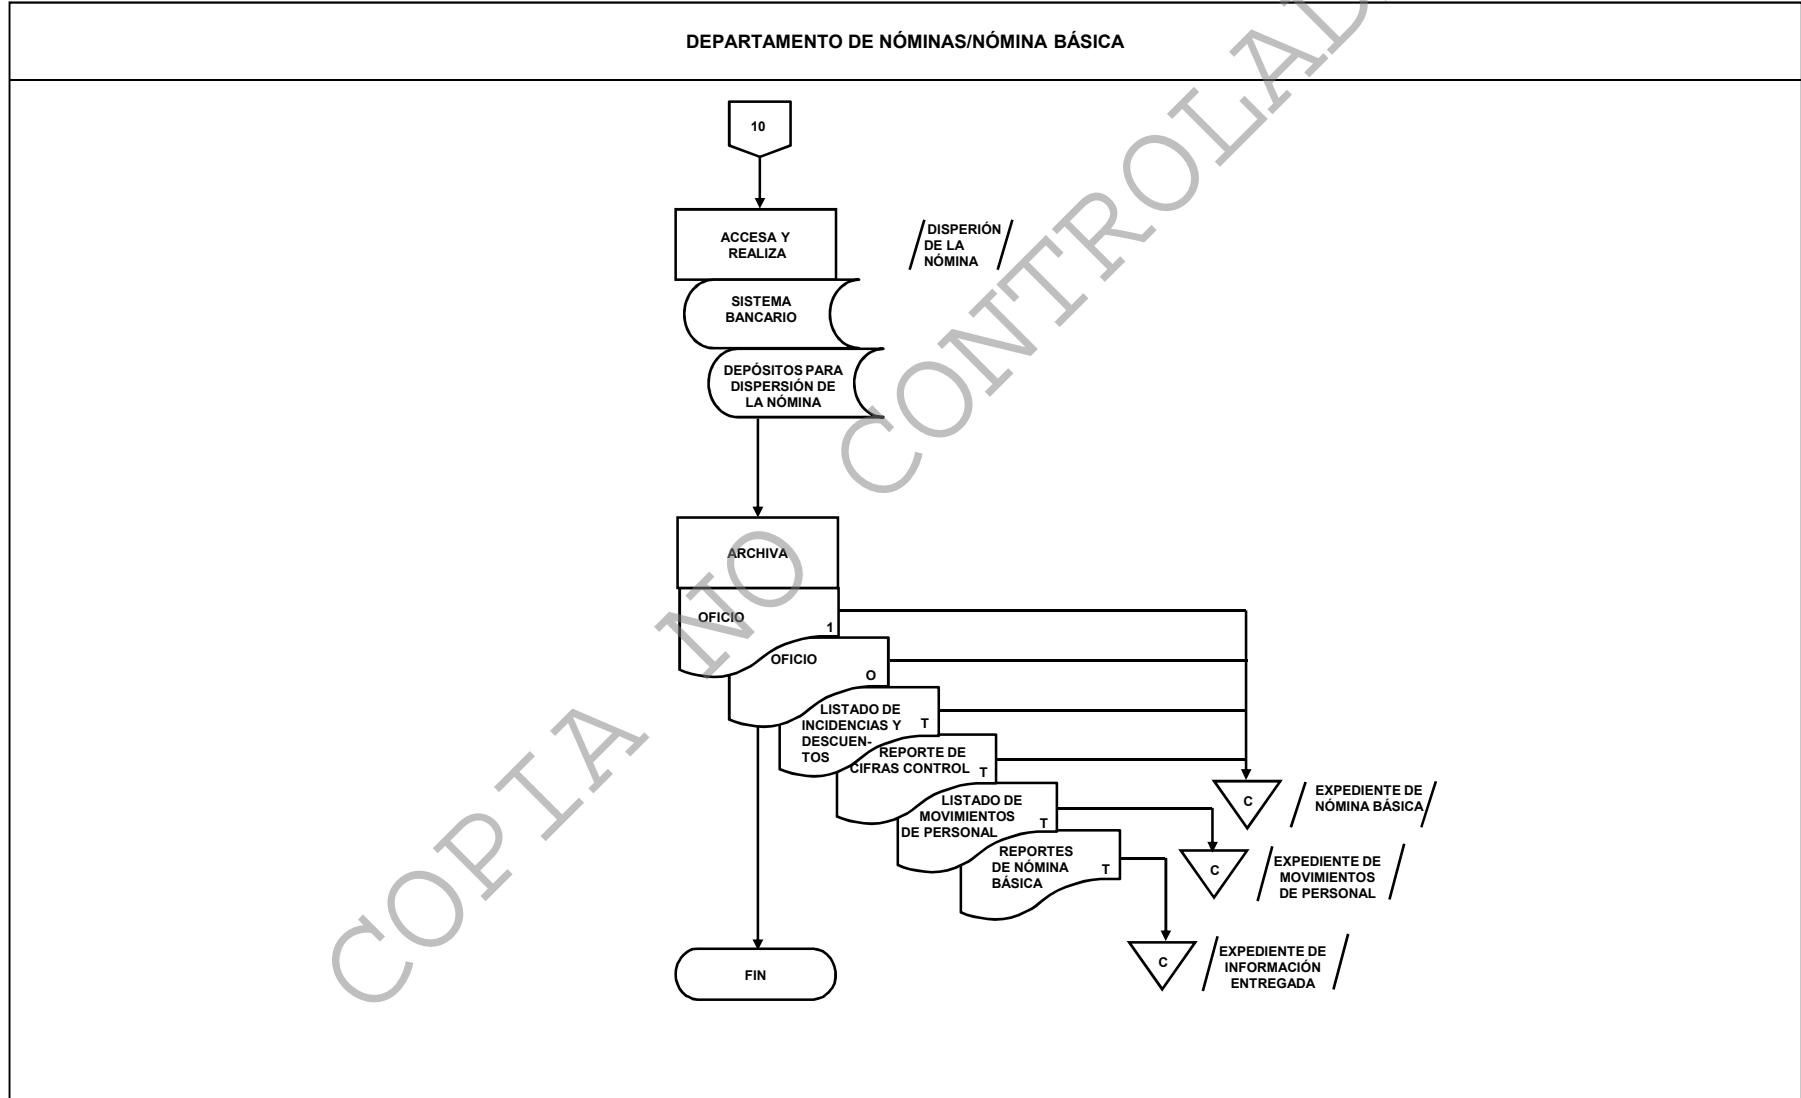 DEPARTAMENTO DE NÓMINAS/NÓMINA BÁSICA
10
ACCESA Y
REALIZA
DISPERIÓN
DE LA
NÓMINA
SISTEMA
BANCARIO
DEPÓSITOS PARA
DISPERSIÓN DE
LA NÓMINA
ARCHIVA
OFICIO
1
OFICIO
O
LISTADO DE
INCIDENCIAS Y
DESCUEN-
TOS
T
REPORTE DE
CIFRAS CONTROL
T
LISTADO DE
MOVIMIENTOS
DE PERSONAL
T
REPORTES
DE NÓMINA
BÁSICA
T
C
EXPEDIENTE DE
NÓMINA BÁSICA
C
EXPEDIENTE DE
MOVIMIENTOS
DE PERSONAL
C
EXPEDIENTE DE
INFORMACIÓN
ENTREGADA
FIN
COPIA NO CONTROLAD